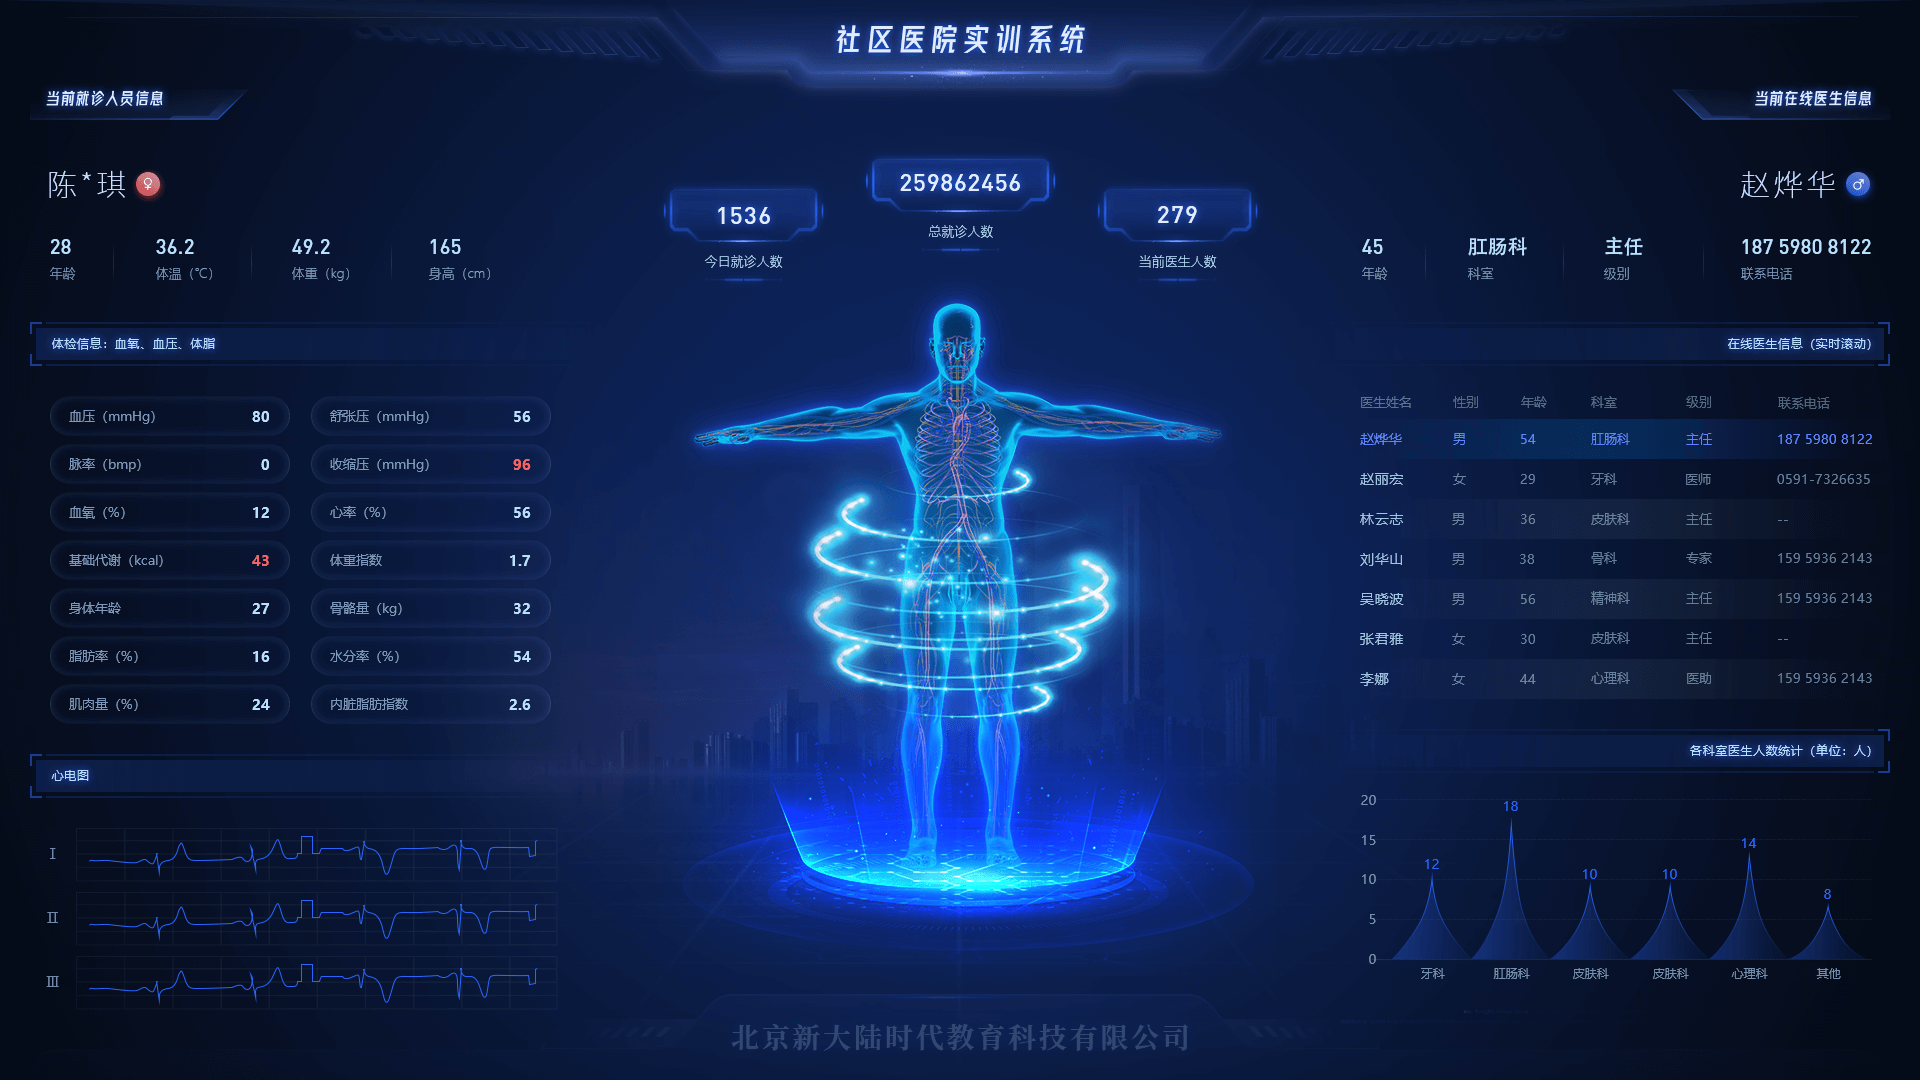 社区医院实训系统
当前就诊人员信息
当前在线医生信息
陈*琪
28
年龄
36.2
体温（℃）
49.2
体重（kg）
165
身高（cm）
1536
今日就诊人数
259862456
总就诊人数
279
当前医生人数
赵烨华
45
年龄
肛肠科
科室
主任
级别
187 5980 8122
联系电话
体检信息：血氧、血压、体脂
血压（mmHg） 80
舒张压（mmHg） 56
脉率（bmp） 0
收缩压（mmHg） 96
血氧（%） 12
心率（%） 56
基础代谢（kcal） 43
体重指数 1.7
身体年龄 27
骨骼量（kg） 32
脂肪率（%） 16
水分率（%） 54
肌肉量（%） 24
内脏脂肪指数 2.6
心电图
I
II
III
在线医生信息（实时滚动）
医生姓名 性别 年龄 科室 级别 联系电话
赵烨华 男 54 肛肠科 主任 187 5980 8122
赵丽宏 女 29 牙科 医师 0591-7326635
林云志 男 36 皮肤科 主任 --
刘华山 男 38 骨科 专家 159 5936 2143
吴晓波 男 56 精神科 主任 159 5936 2143
张君雅 女 30 皮肤科 主任 --
李娜 女 44 心理科 医助 159 5936 2143
各科室医生人数统计（单位：人）
20
15
10
5
0
12
18
10
10
14
8
牙科 肛肠科 皮肤科 皮肤科 心理科 其他
北京新大陆时代教育科技有限公司